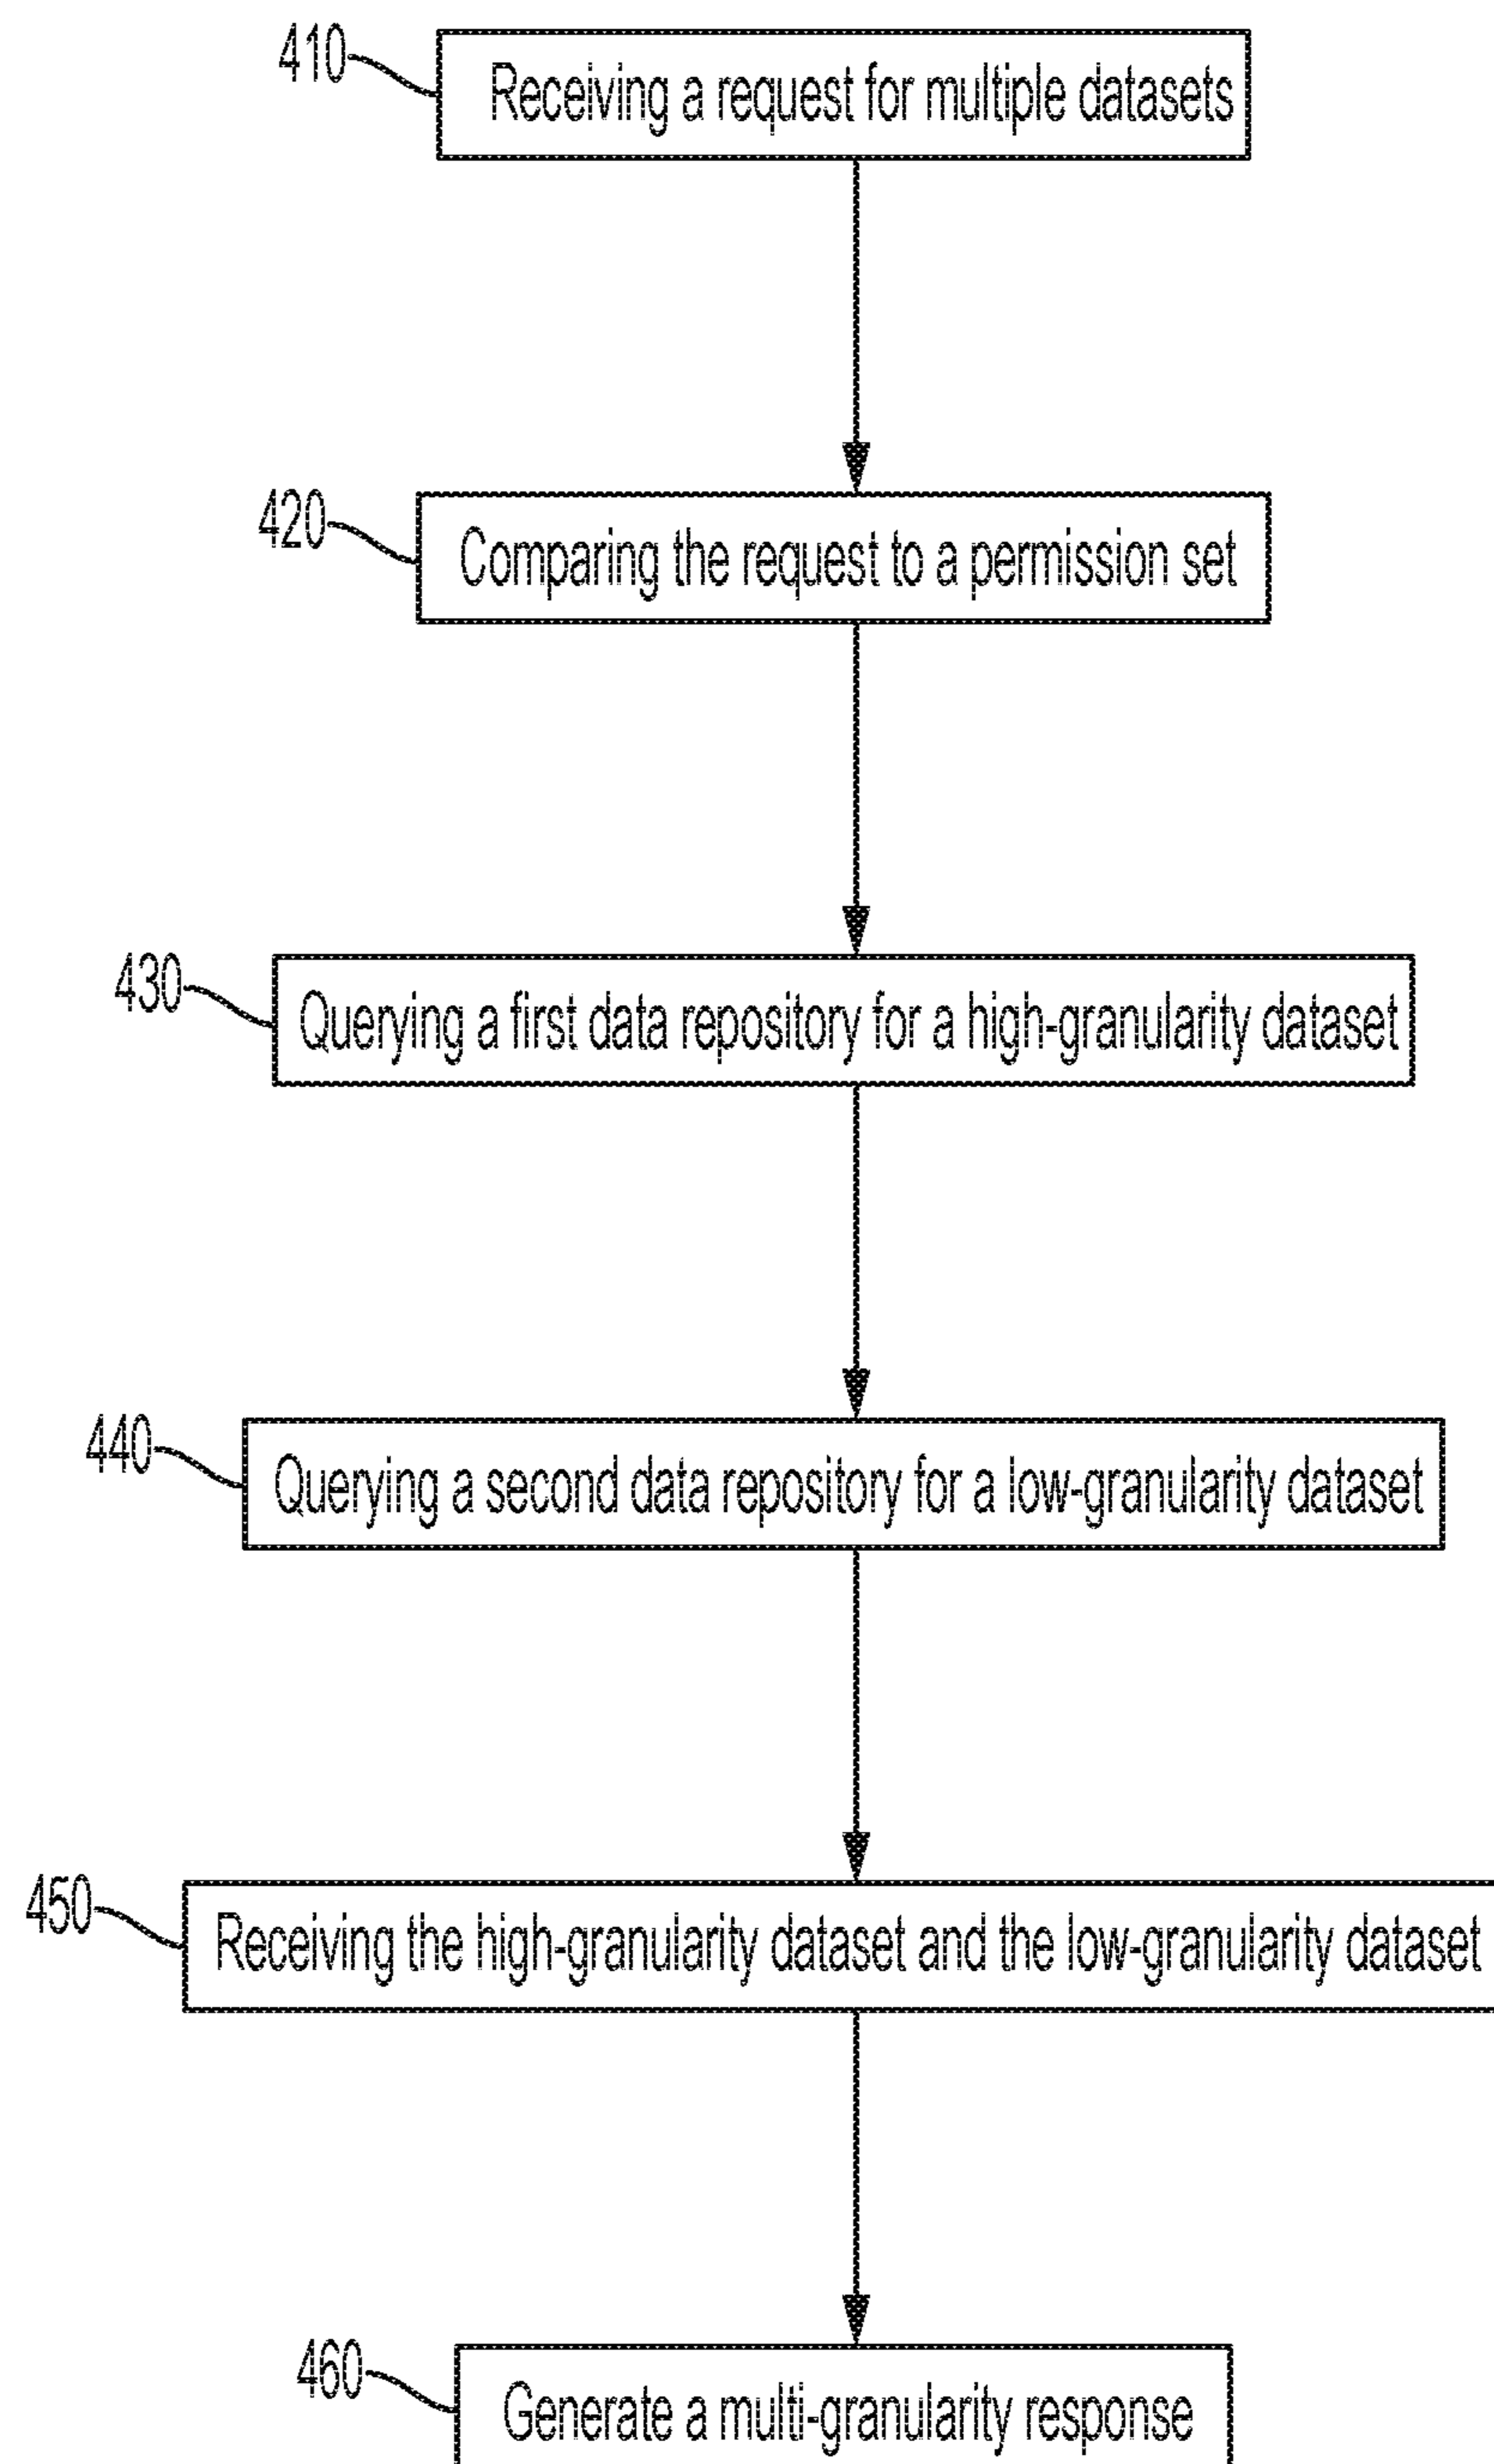 410
Receiving a request for multiple datasets
420
Comparing the request to a permission set
430
Querying a first data repository for a high-granularity dataset
440
Querying a second data repository for a low-granularity dataset
450
Receiving the high-granularity dataset and the low-granularity dataset
460
Generate a multi-granularity response